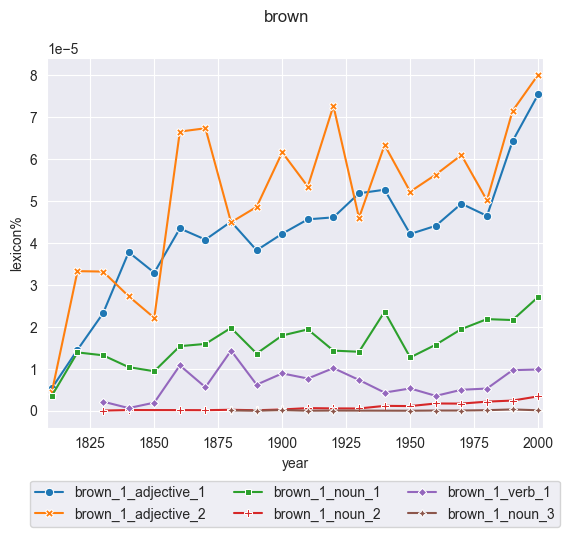 brown
1e−5
8
7
6
5
4
3
2
1
0
lexicon%
1825 1850 1875 1900 1925 1950 1975 2000
year
brown_1_adjective_1 brown_1_noun_1 brown_1_verb_1
brown_1_adjective_2 brown_1_noun_2 brown_1_noun_3